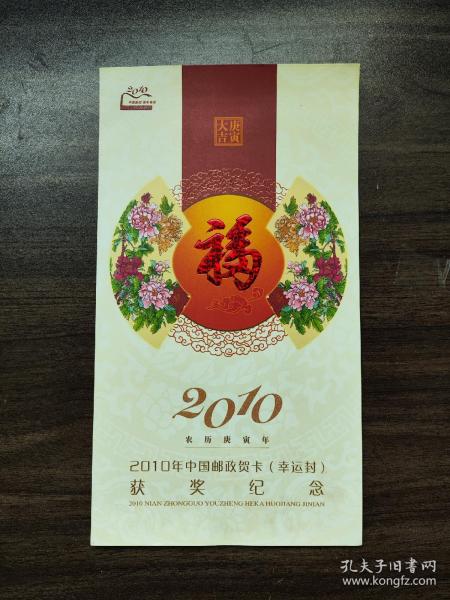 2010
庚寅
大吉
福
2010
农历庚寅年
2010年中国邮政贺卡（幸运封）
获奖纪念
2010 NIAN ZHONGGUO YOUZHENG HEKA HUOJIANG JINIAN
孔夫子旧书网
www.kongfz.com